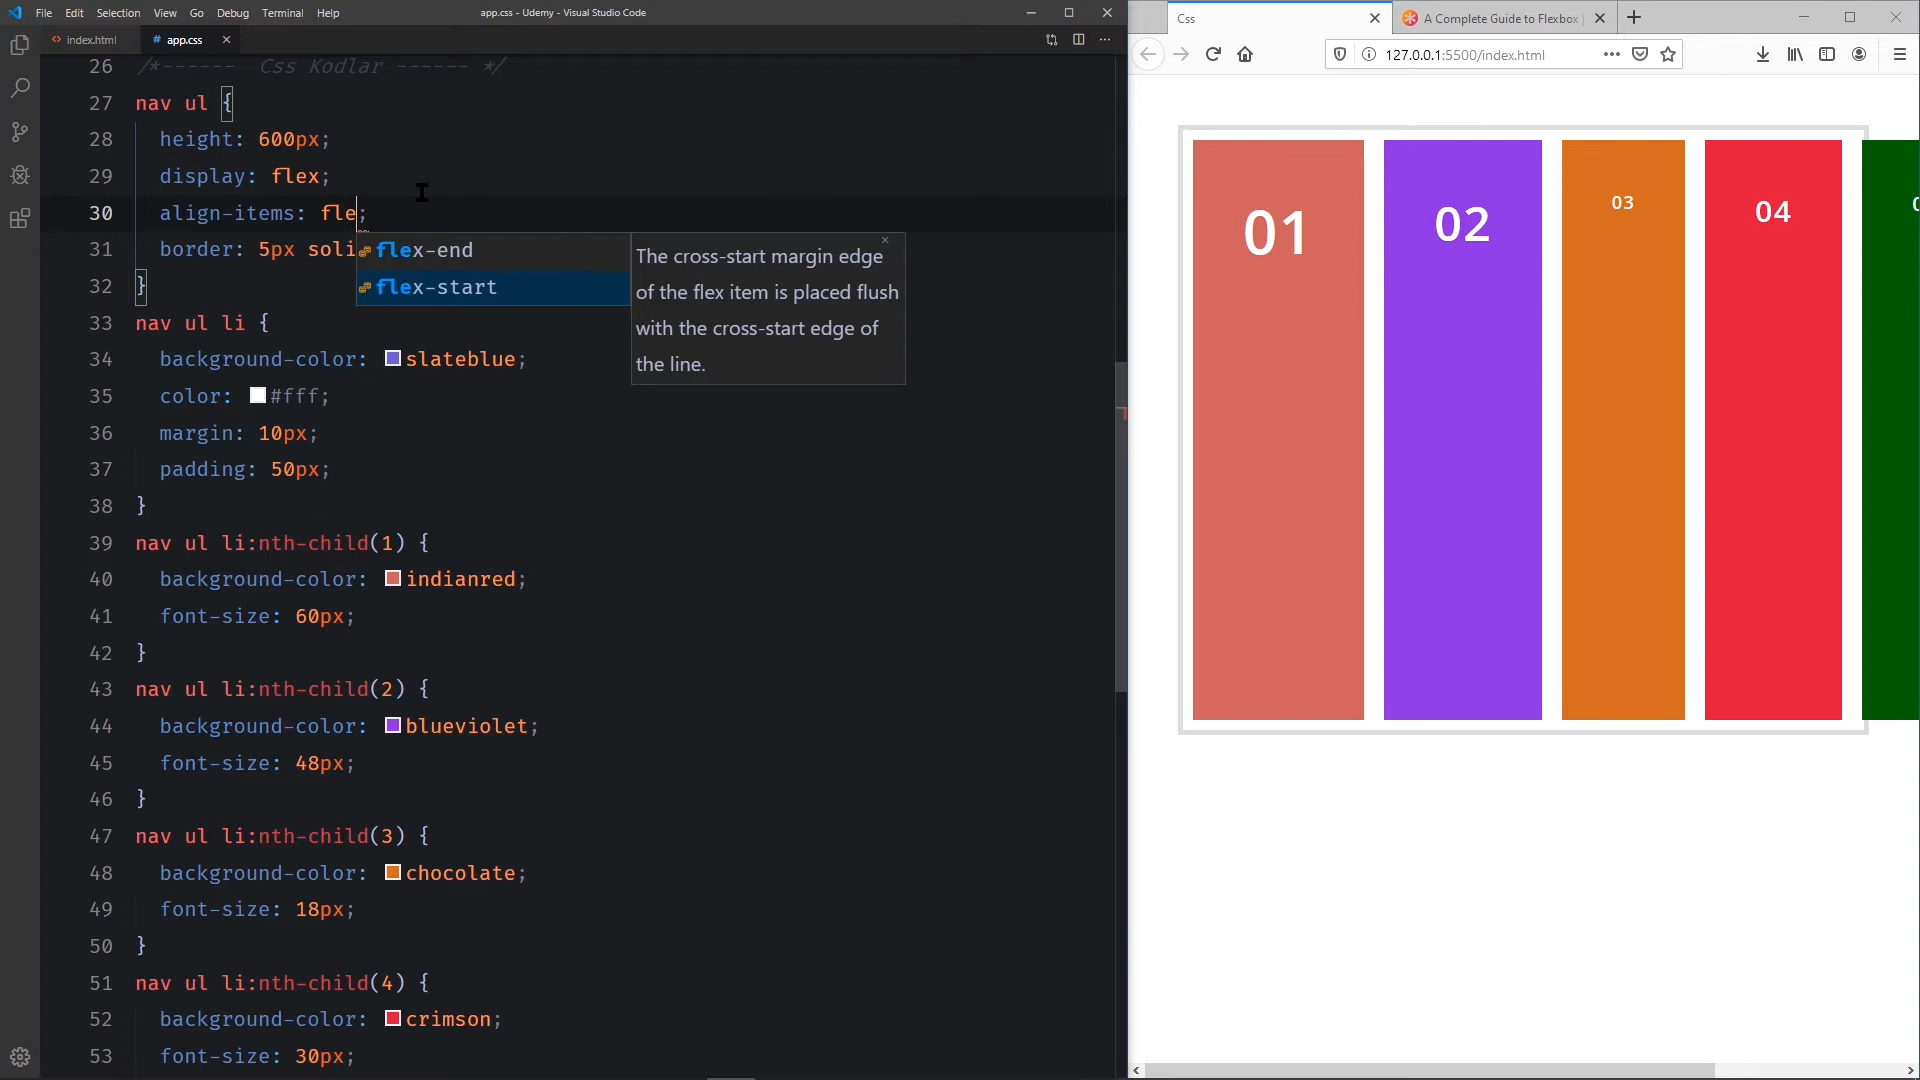 File Edit Selection View Go Debug Terminal Help
app.css - Udemy - Visual Studio Code
index.html
# app.css
26 /*------ Css Kodlar ------ */
27 nav ul {
28 height: 600px;
29 display: flex;
30 align-items: fle;
31 border: 5px soli
32 }
33 nav ul li {
34 background-color: slateblue;
35 color: #fff;
36 margin: 10px;
37 padding: 50px;
38 }
39 nav ul li:nth-child(1) {
40 background-color: indianred;
41 font-size: 60px;
42 }
43 nav ul li:nth-child(2) {
44 background-color: blueviolet;
45 font-size: 48px;
46 }
47 nav ul li:nth-child(3) {
48 background-color: chocolate;
49 font-size: 18px;
50 }
51 nav ul li:nth-child(4) {
52 background-color: crimson;
53 font-size: 30px;
flex-end
flex-start
The cross-start margin edge
of the flex item is placed flush
with the cross-start edge of
the line.
Css
A Complete Guide to Flexbox
127.0.0.1:5500/index.html
01
02
03
04